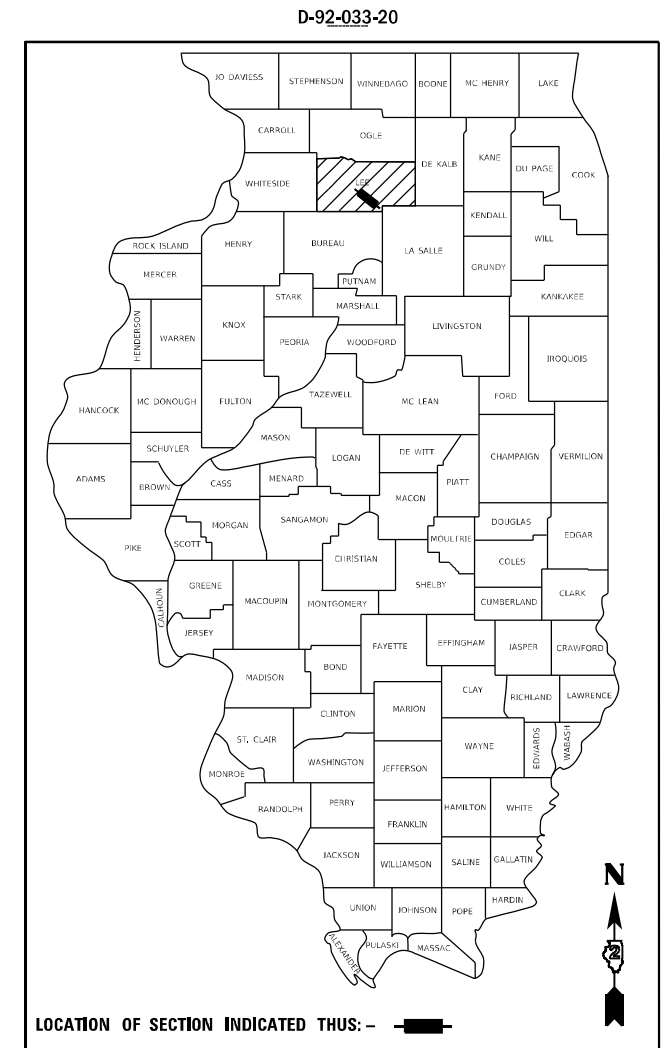 D-92-033-20
JO DAVIESS
STEPHENSON
WINNEBAGO
BOONE
MC HENRY
LAKE
CARROLL
OGLE
DE KALB
KANE
DU PAGE
COOK
WHITESIDE
LEE
KENDALL
WILL
ROCK ISLAND
HENRY
BUREAU
LA SALLE
GRUNDY
MERCER
PUTNAM
STARK
MARSHALL
KANKAKEE
HENDERSON
WARREN
KNOX
PEORIA
WOODFORD
LIVINGSTON
IROQUOIS
HANCOCK
MC DONOUGH
FULTON
TAZEWELL
MC LEAN
FORD
SCHUYLER
MASON
LOGAN
DE WITT
CHAMPAIGN
VERMILION
ADAMS
BROWN
CASS
MENARD
PIATT
MACON
PIKE
SCOTT
MORGAN
SANGAMON
DOUGLAS
MOULTRIE
EDGAR
CHRISTIAN
COLES
GREENE
CALHOUN
MACOUPIN
MONTGOMERY
SHELBY
CUMBERLAND
CLARK
JERSEY
FAYETTE
EFFINGHAM
JASPER
CRAWFORD
BOND
MADISON
CLAY
RICHLAND
LAWRENCE
CLINTON
MARION
ST. CLAIR
WAYNE
EDWARDS
WABASH
WASHINGTON
JEFFERSON
MONROE
RANDOLPH
PERRY
HAMILTON
WHITE
FRANKLIN
JACKSON
WILLIAMSON
SALINE
GALLATIN
UNION
JOHNSON
POPE
HARDIN
ALEXANDER
PULASKI
MASSAC
N
2
LOCATION OF SECTION INDICATED THUS: –